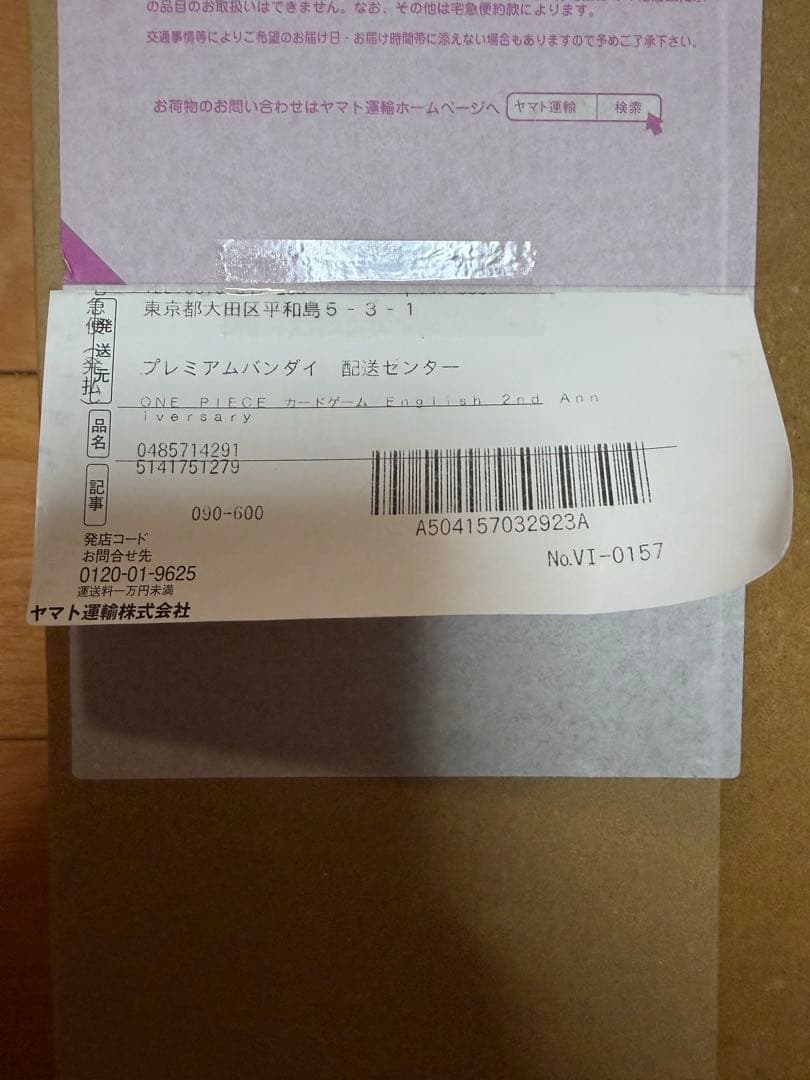 の品目のお取扱いはできません。なお、その他は宅急便約款によります。
交通事情等によりご希望のお届け日・お届け時間帯に添えない場合もありますので予めご了承下さい。
お荷物のお問い合わせはヤマト運輸ホームページへ ヤマト運輸 検索
東京都大田区平和島5-3-1
急便(発払)
発送元
プレミアムバンダイ 配送センター
ONE PIECE カードゲーム English 2nd Ann
iversary
品名
0485714291
5141751279
記事
090-600
A504157032923A
発店コード
お問合せ先
0120-01-9625
No.VI-0157
運送料一万円未満
ヤマト運輸株式会社